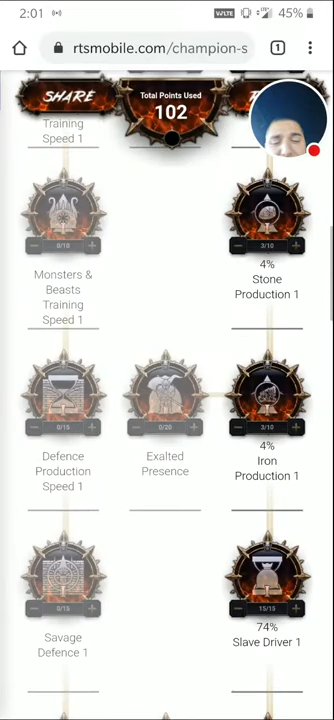 2:01
VoLTE
45%
rtsmobile.com/champion-s
1
SHARE
Total Points Used
102
Training
Speed 1
0/10
3/10
Monsters &
Beasts
Training
Speed 1
4%
Stone
Production 1
0/15
0/20
3/10
Defence
Production
Speed 1
Exalted
Presence
4%
Iron
Production 1
0/15
15/15
Savage
Defence 1
74%
Slave Driver 1